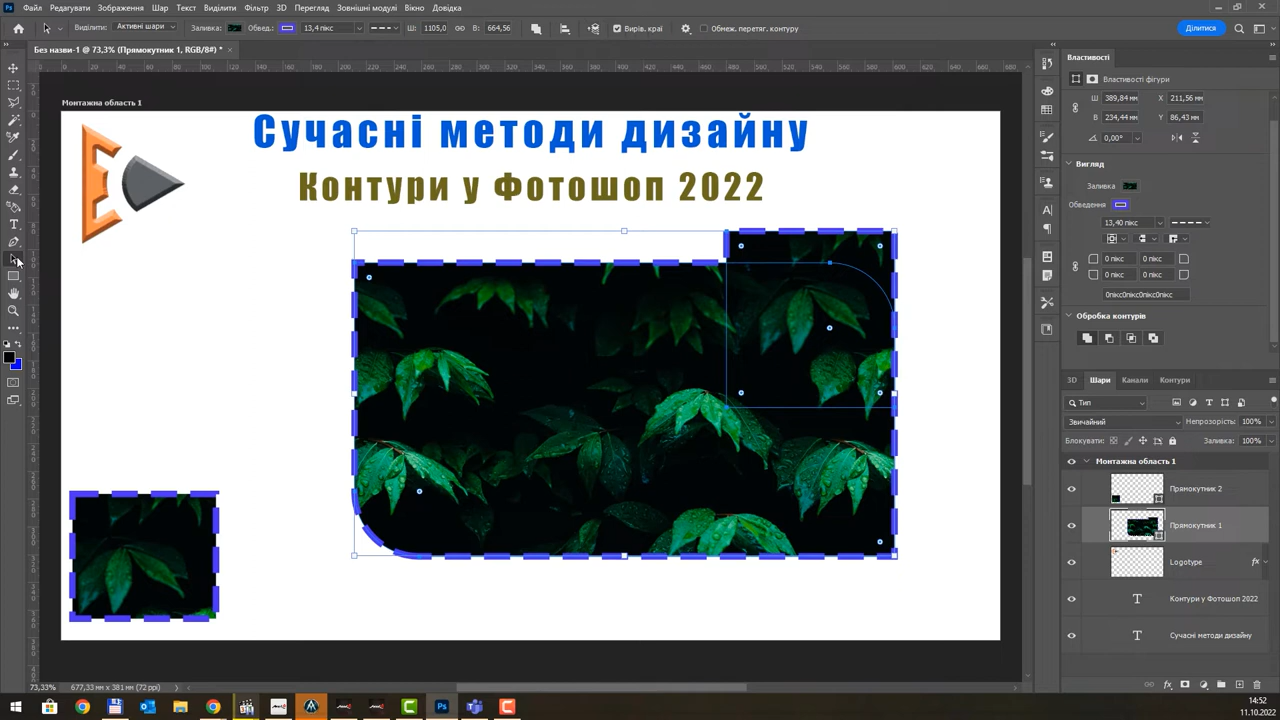 Файл Редагувати Зображення Шар Текст Виділити Фільтр 3D Перегляд Плагіни Вікно Довідка
Виділити: Активні шари Заливка: Обвед.: 13,4 пікс Ш: 1105,0 В: 664,56 Вирів. краї Обмеж. перетяг. контуру Ділитися
Без назви-1 @ 73,3% (Прямокутник 1, RGB/8#) *
Монтажна область 1
Сучасні методи дизайну
Контури у Фотошоп 2022
Властивості
Властивості фігури
Ш 389,84 мм X 211,56 мм
В 234,44 мм Y 86,43 мм
0,00°
Вигляд
Заливка
Обведення
13,40 пікс
0 пікс 0 пікс
0 пікс 0 пікс
0пікс0пікс0пікс0пікс
Обробка контурів
3D Шари Канали Контури
Тип
Звичайний Непрозорість: 100%
Блокувати: Заливка: 100%
Монтажна область 1
Прямокутник 2
Прямокутник 1
Logotype fx
Контури у Фотошоп 2022
Сучасні методи дизайну
73,33% 677,33 мм x 381 мм (72 ppi)
14:52
11.10.2022